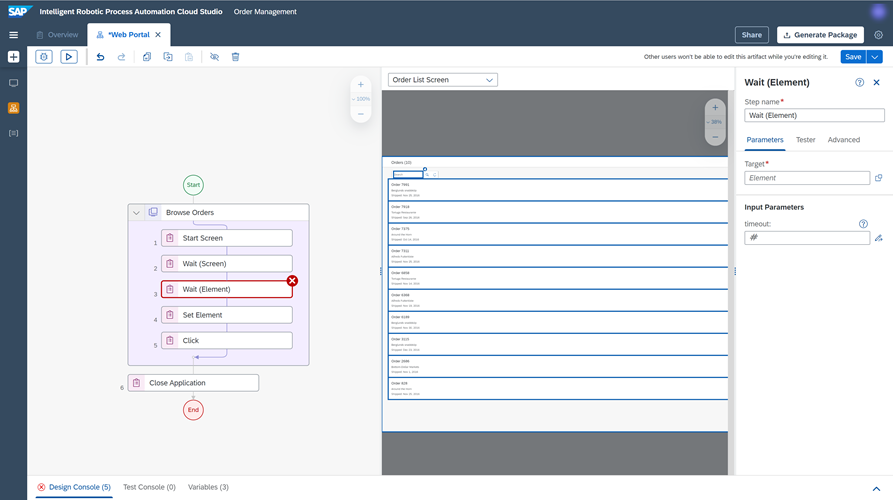 SAP Intelligent Robotic Process Automation Cloud Studio Order Management
Overview *Web Portal Share Generate Package
Other users won't be able to edit this artifact while you're editing it. Save
Order List Screen
100%
98%
Start
Browse Orders
1 Start Screen
2 Wait (Screen)
3 Wait (Element)
4 Set Element
5 Click
6 Close Application
End
Orders (10)
Order 7991
Order 7918
Order 7375
Order 7311
Order 6858
Order 6368
Order 6189
Order 3115
Order 2686
Order 828
Wait (Element)
Step name*
Wait (Element)
Parameters Tester Advanced
Target*
Element
Input Parameters
timeout:
#
Design Console (5) Test Console (0) Variables (3)